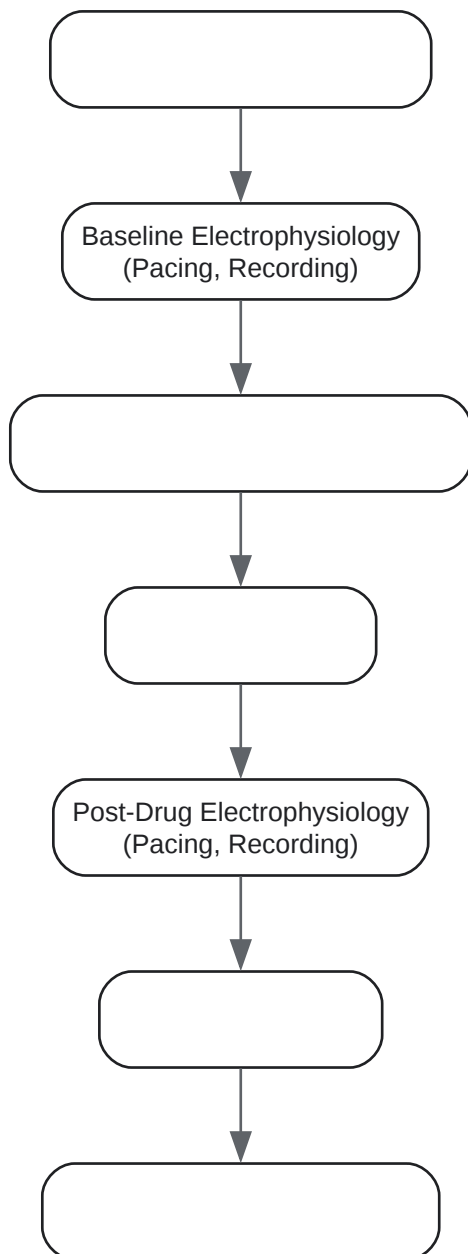 Baseline Electrophysiology
(Pacing, Recording)
Post-Drug Electrophysiology
(Pacing, Recording)